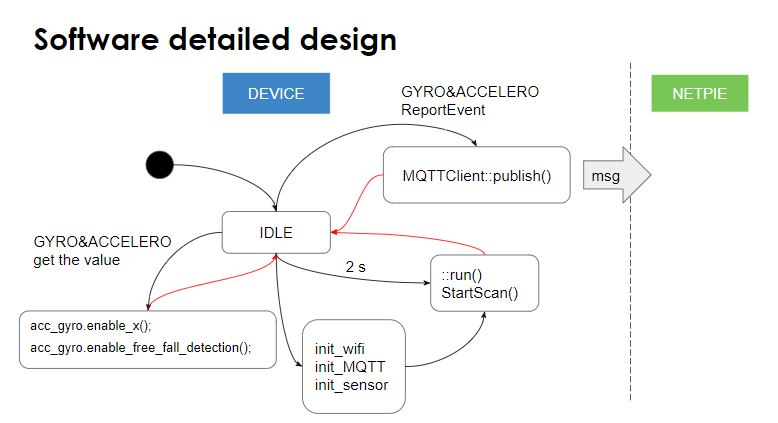 Software detailed design
DEVICE
NETPIE
GYRO&ACCELERO
ReportEvent
MQTTClient::publish()
msg
IDLE
GYRO&ACCELERO
get the value
2 s
::run()
StartScan()
acc_gyro.enable_x();
acc_gyro.enable_free_fall_detection();
init_wifi
init_MQTT
init_sensor